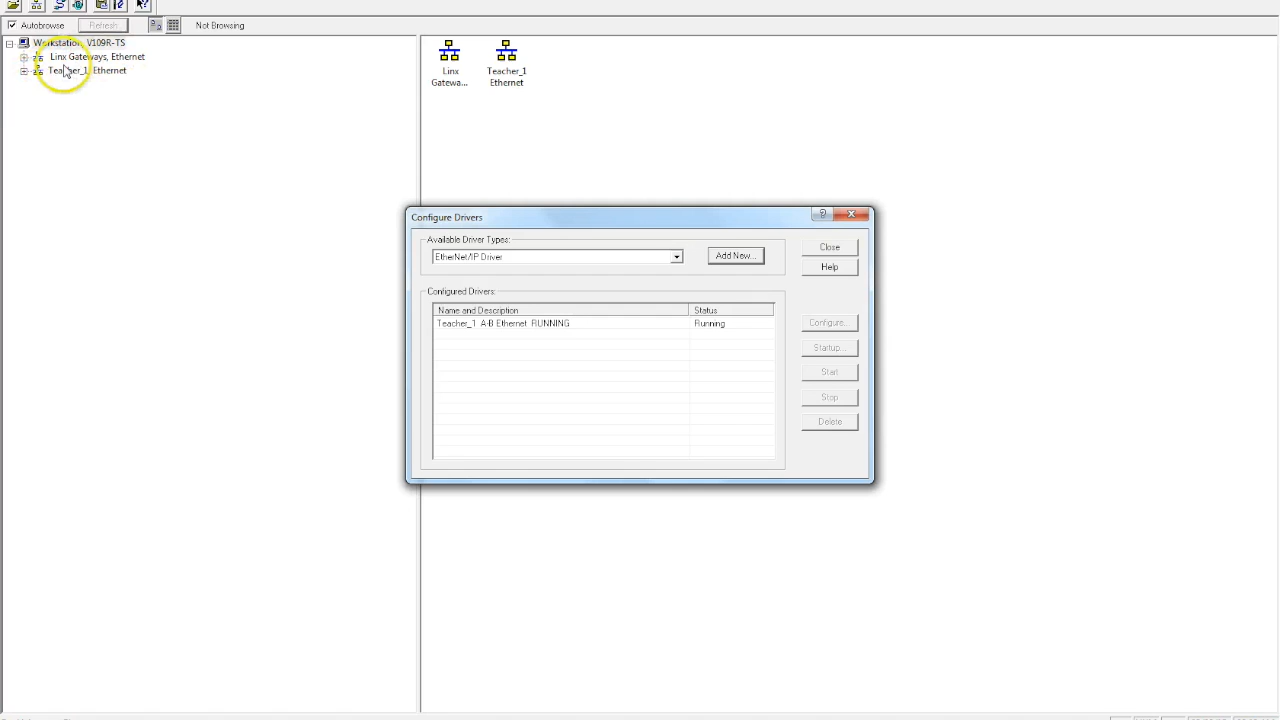 Autobrowse
Refresh
Not Browsing
Workstation, V109R-TS
Linx Gateways, Ethernet
Teacher_1, Ethernet
Linx
Gatewa...
Teacher_1
Ethernet
Configure Drivers
Available Driver Types:
EtherNet/IP Driver
Add New...
Close
Help
Configured Drivers:
Name and Description
Status
Teacher_1 A-B Ethernet RUNNING
Running
Configure...
Startup...
Start
Stop
Delete